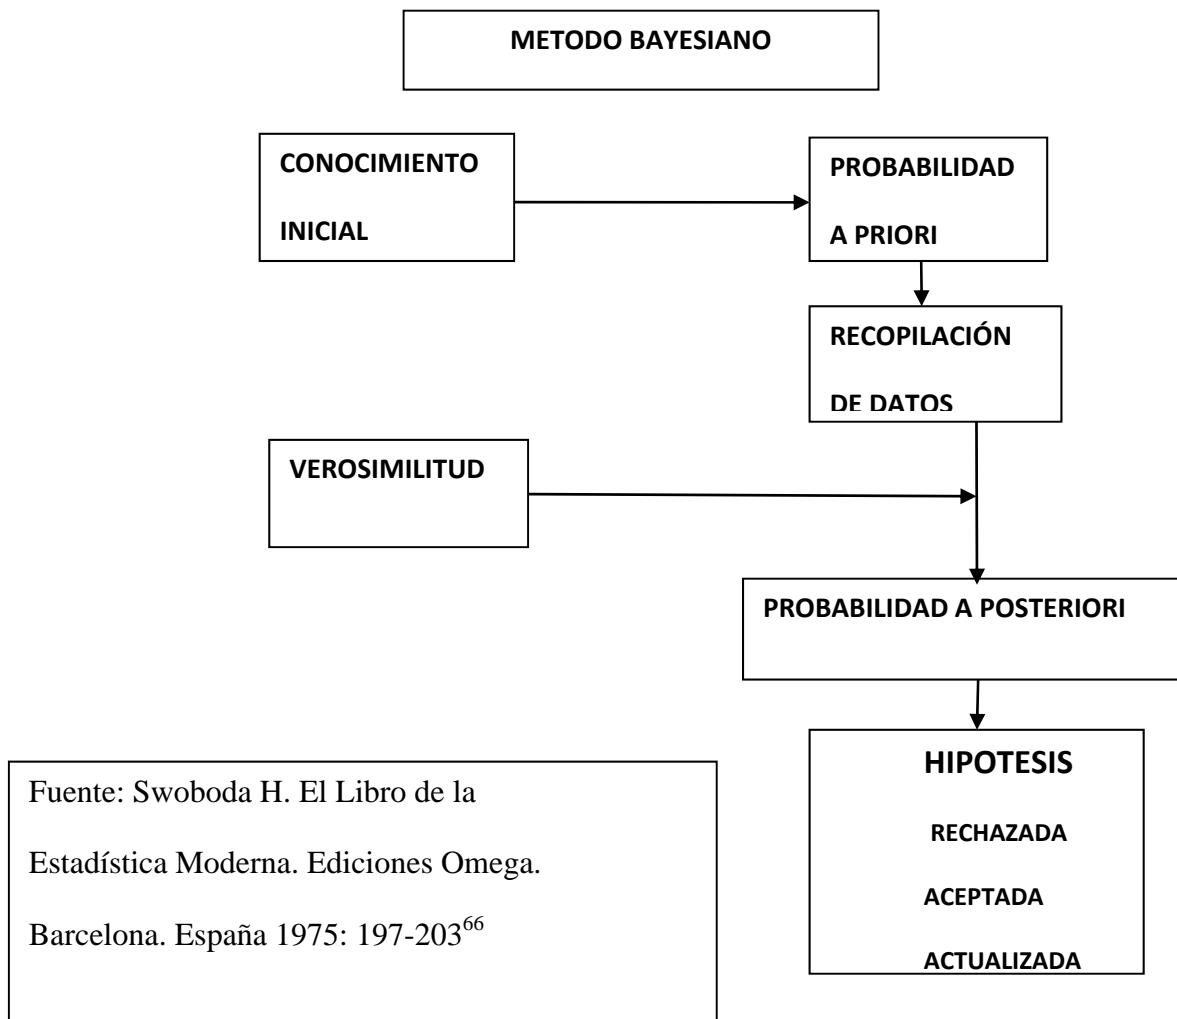 METODO BAYESIANO
CONOCIMIENTO
INICIAL
PROBABILIDAD
A PRIORI
RECOPILACIÓN
DE DATOS
VEROSIMILITUD
PROBABILIDAD A POSTERIORI
HIPOTESIS
RECHAZADA
ACEPTADA
ACTUALIZADA
Fuente: Swoboda H. El Libro de la
Estadística Moderna. Ediciones Omega.
Barcelona. España 1975: 197-203⁶⁶